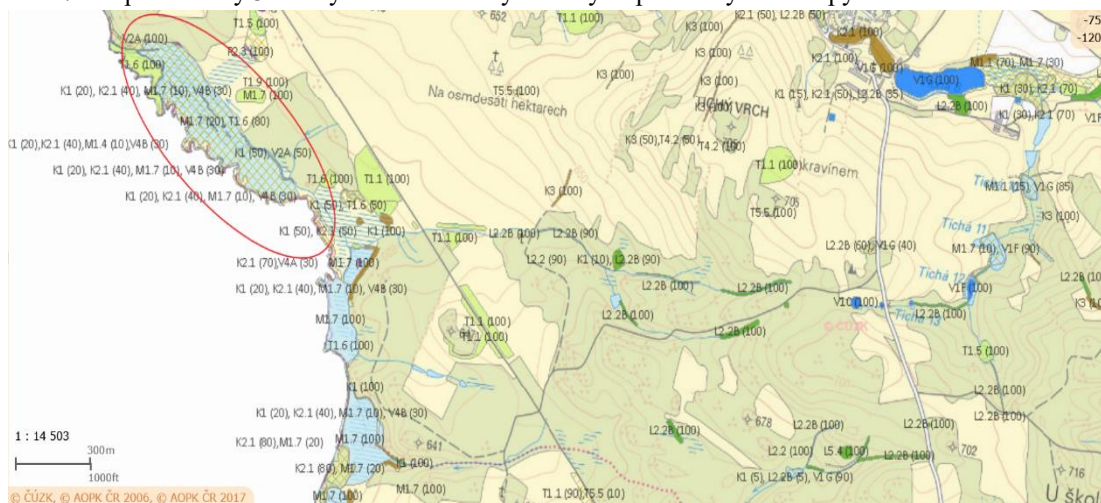 652
T1.1 (100)
K2.1 (50), L2.2B (50)
-75
-120
T1.5 (100)
V2A (100)
K3 (100)
K2.1 (100)
R2.3 (100)
T1.6 (100)
K3 (100)
K2.1 (100)
V1G (100)
M1.1 (70), M1.7 (30)
T1.9 (100)
K3 (100)
V1G (100)
K1 (20), K2.1 (40), M1.7 (10), V4B (30)
M1.7 (100)
T5.5 (100)
K1 (15), K2.1 (50), L2.2B (35)
K1 (30), K2.1 (70)
Na osmdesáti hektarech
TICHÝ VRCH
L2.2B (100)
K1 (30), K2.1 (70)
M1.7 (20), T1.6 (80)
K3 (50), T4.2 (50)
T4.2 (100)
K1 (20),K2.1 (40),M1.4 (10),V4B (30)
K1 (50), V2A (50)
K1 (20), K2.1 (40), M1.7 (10), V4B (30)
T1.1 (100)
kravínem
K1 (20), K2.1 (40), M1.7 (10), V4B (30)
T1.6 (100)
T1.1 (100)
K3 (100)
M1.1 (15), V1G (85)
705
K1 (50), T1.6 (50)
T5.5 (100)
K3 (100)
Tichá 11
K1 (50), K2.1 (50)
K1 (100)
T1.1 (100)
L2.2B (100)
L2.2B (90)
M1.7 (10), V1F (90)
K2.1 (70),V4A (30)
M1.7 (100)
L2.2 (90)
K1 (10), L2.2B (90)
L2.2B (60), V1G (40)
Tichá 12
K1 (20), K2.1 (40), M1.7 (10), V4B (30)
L2.2B (100)
L2.2B (100)
V1F (100)
V1C (100)
M1.7 (100)
T1.1 (100)
L2.2B (100)
L2.2B (100)
Tichá 13
L2.2B (100)
© ČÚZK
T1.1 (100)
T1.6 (100)
T1.5 (100)
K1 (100)
L2.2B (100)
K1 (20), K2.1 (40), M1.7 (10), V4B (30)
L2.2B (100)
678
L2.2B (100)
1 : 14 503
K2.1 (80),M1.7 (20)
M1.7 (100)
641
L2.2 (100)
L5.4 (100)
702
300m
K2.1 (80), M1.7 (20)
K1 (100)
L2.2B (100)
716
1000ft
K1 (5), L2.2B (5), V1G (90)
M1.7 (100)
M1.7 (100)
T1.1 (90)T5.5 (10)
U škol
© ČÚZK, © AOPK ČR 2006, © AOPK ČR 2017